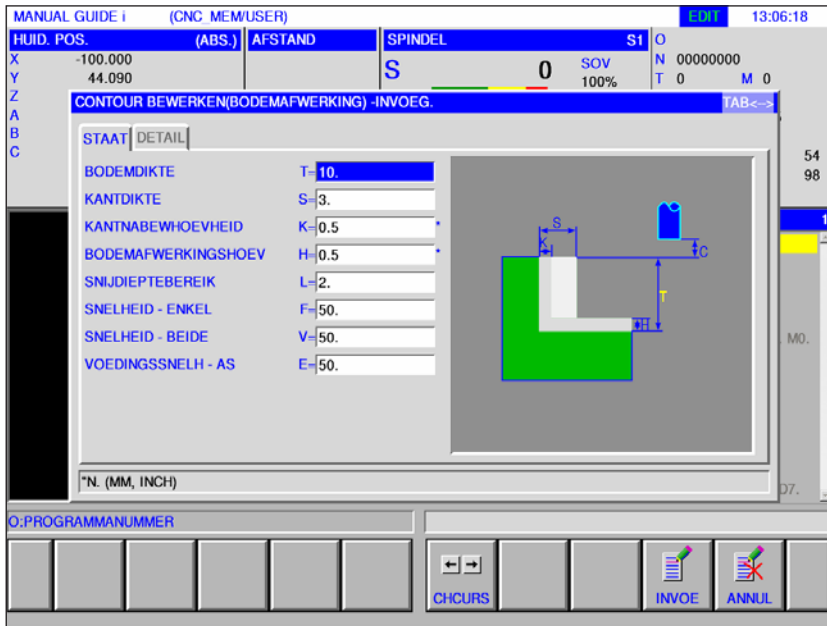 MANUAL GUIDE i (CNC_MEM/USER) EDIT 13:06:18
HUID. POS. (ABS.) AFSTAND SPINDEL S1 O
X -100.000 S 0 SOV N 00000000
Y 44.090 100% T 0 M 0
Z
A
B
C
CONTOUR BEWERKEN(BODEMAFWERKING) -INVOEG. TAB<-->
STAAT DETAIL
54
98
BODEMDIKTE T=10.
KANTDIKTE S=3.
KANTNABEWHOEVHEID K=0.5 *
BODEMAFWERKINGSHOEV H=0.5 *
SNIJDIEPTEBEREIK L=2.
SNELHEID - ENKEL F=50.
SNELHEID - BEIDE V=50.
VOEDINGSSNELH - AS E=50.
S
K
C
T
H
1
M0.
D7.
"N. (MM, INCH)
O:PROGRAMMANUMMER
CHCURS INVOE ANNUL